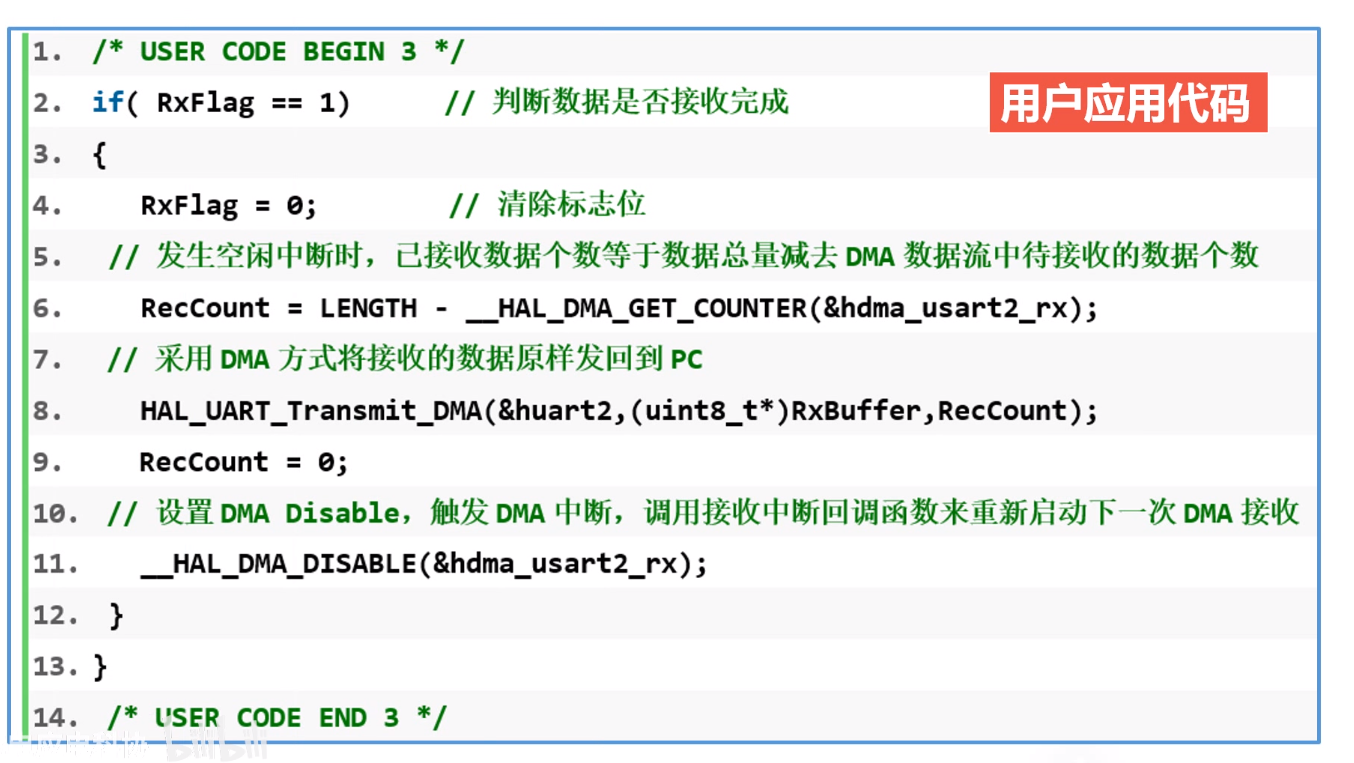 1. /* USER CODE BEGIN 3 */
2. if( RxFlag == 1) // 判断数据是否接收完成
用户应用代码
3. {
4. RxFlag = 0; // 清除标志位
5. // 发生空闲中断时，已接收数据个数等于数据总量减去 DMA 数据流中待接收的数据个数
6. RecCount = LENGTH - __HAL_DMA_GET_COUNTER(&hdma_usart2_rx);
7. // 采用 DMA 方式将接收的数据原样发回到 PC
8. HAL_UART_Transmit_DMA(&huart2,(uint8_t*)RxBuffer,RecCount);
9. RecCount = 0;
10. // 设置 DMA Disable，触发 DMA 中断，调用接收中断回调函数来重新启动下一次 DMA 接收
11. __HAL_DMA_DISABLE(&hdma_usart2_rx);
12. }
13. }
14. /* USER CODE END 3 */
bilibili